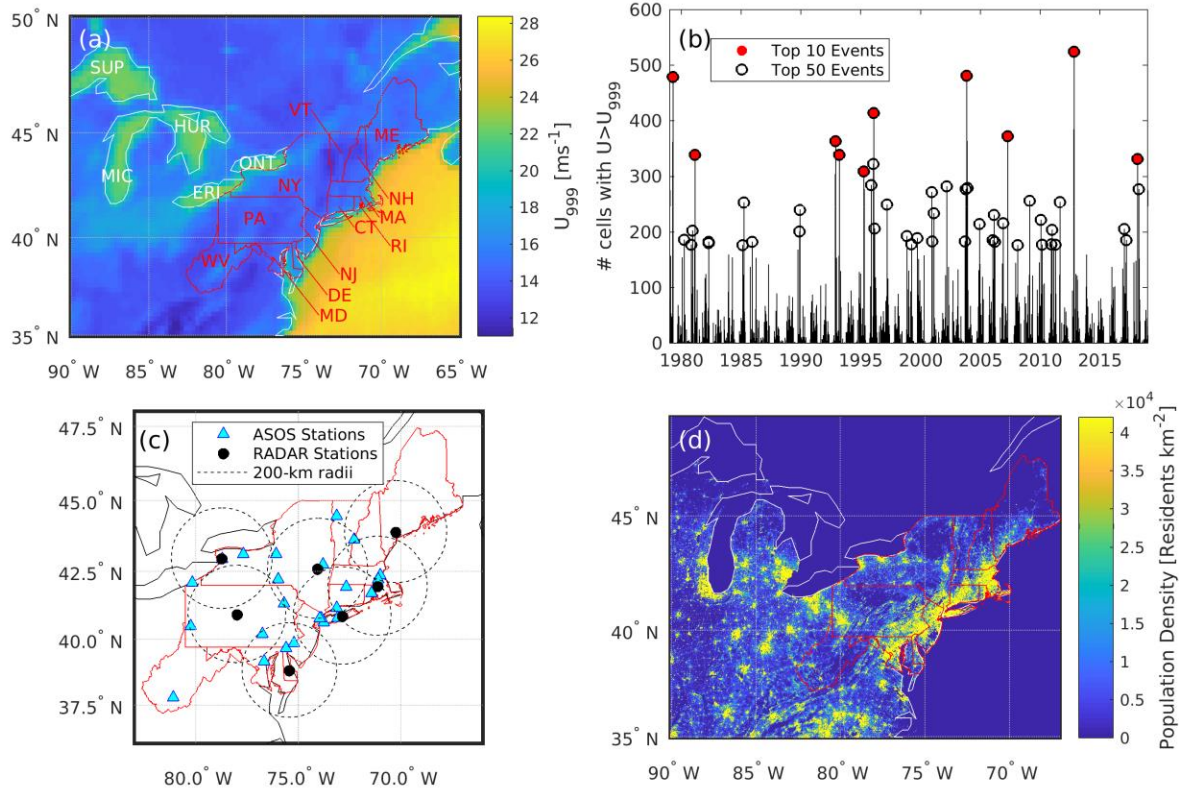 (a)
50° N
45° N
40° N
35° N
90° W 85° W 80° W 75° W 70° W 65° W
SUP
HUR
MIC
ONT
ERI
VT
ME
NY
NH
MA
CT
RI
PA
WV
NJ
DE
MD
28
26
24
22
20
18
16
14
12
U999 [ms-1]
(b)
Top 10 Events
Top 50 Events
# cells with U>U999
600
500
400
300
200
100
0
1980 1985 1990 1995 2000 2005 2010 2015
(c)
ASOS Stations
RADAR Stations
200-km radii
47.5° N
45.0° N
42.5° N
40.0° N
37.5° N
80.0° W 75.0° W 70.0° W
(d)
45° N
40° N
35° N
90° W 85° W 80° W 75° W 70° W
×10^4
4
3.5
3
2.5
2
1.5
1
0.5
0
Population Density [Residents km-2]